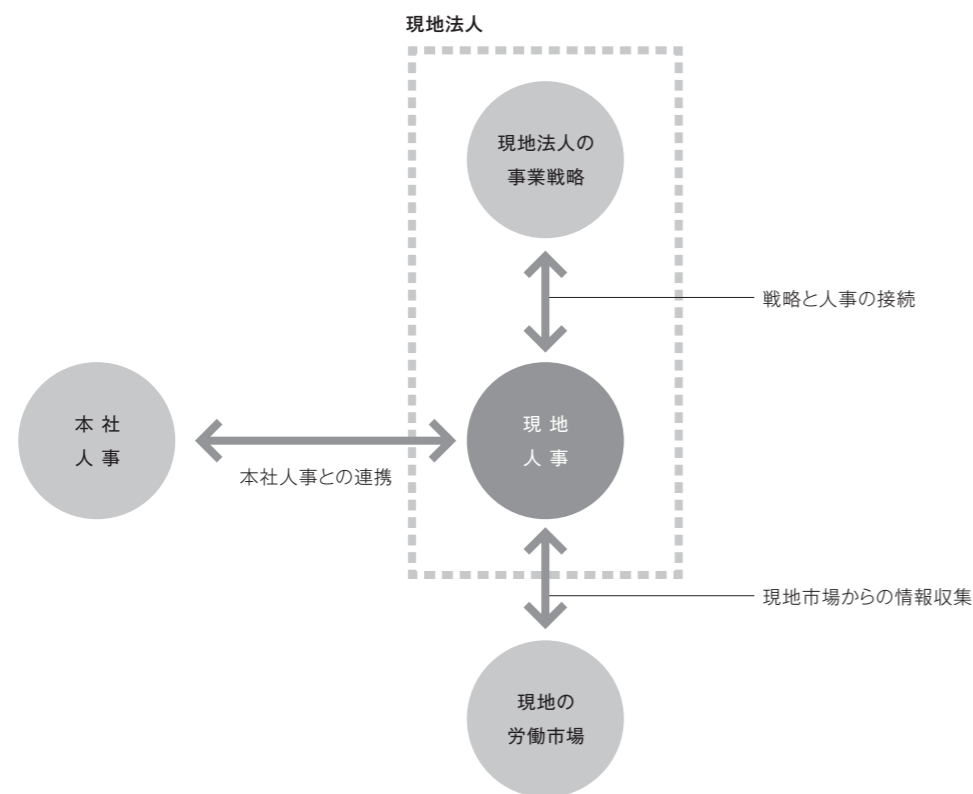 現地法人
現地法人の
事業戦略
戦略と人事の接続
本社
人事
本社人事との連携
現地
人事
現地市場からの情報収集
現地の
労働市場